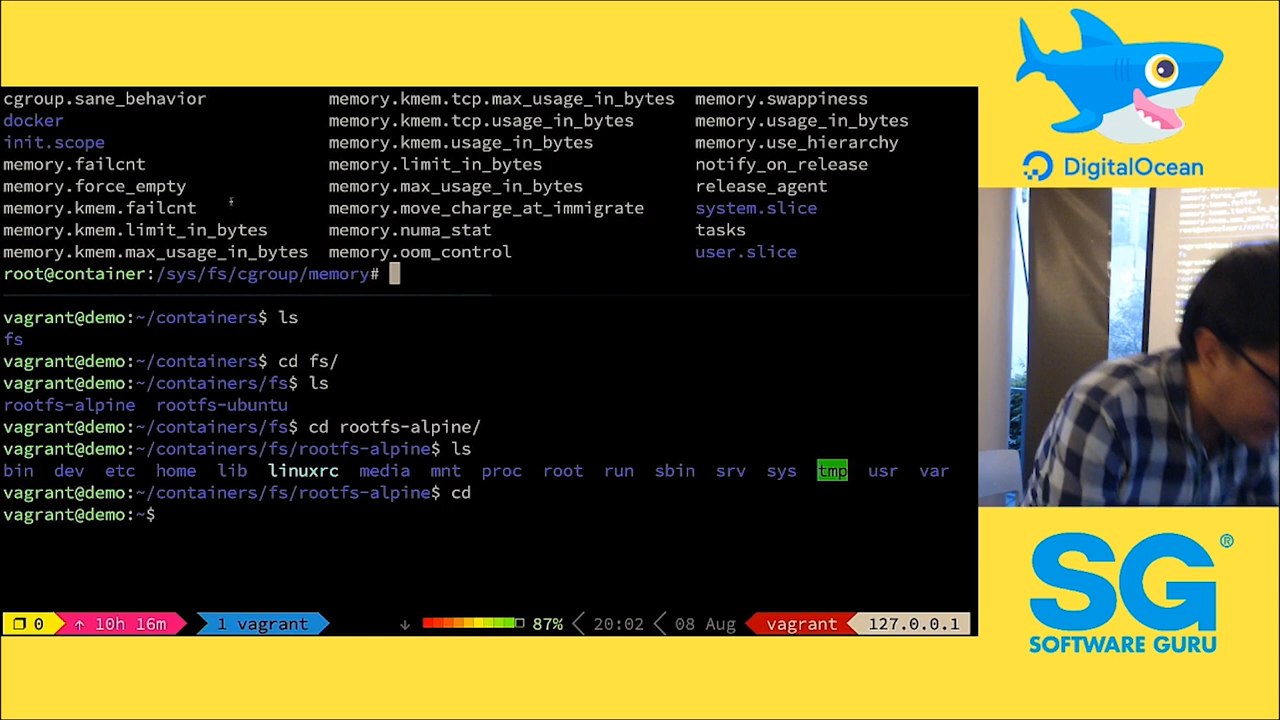 cgroup.sane_behavior memory.kmem.tcp.max_usage_in_bytes memory.swappiness
docker memory.kmem.tcp.usage_in_bytes memory.usage_in_bytes
init.scope memory.kmem.usage_in_bytes memory.use_hierarchy
memory.failcnt memory.limit_in_bytes notify_on_release
memory.force_empty memory.max_usage_in_bytes release_agent
memory.kmem.failcnt memory.move_charge_at_immigrate system.slice
memory.kmem.limit_in_bytes memory.numa_stat tasks
memory.kmem.max_usage_in_bytes memory.oom_control user.slice
root@container:/sys/fs/cgroup/memory#
vagrant@demo:~/containers$ ls
fs
vagrant@demo:~/containers$ cd fs/
vagrant@demo:~/containers/fs$ ls
rootfs-alpine rootfs-ubuntu
vagrant@demo:~/containers/fs$ cd rootfs-alpine/
vagrant@demo:~/containers/fs/rootfs-alpine$ ls
bin dev etc home lib linuxrc media mnt proc root run sbin srv sys tmp usr var
vagrant@demo:~/containers/fs/rootfs-alpine$ cd
vagrant@demo:~$
❐ 0 ↑ 10h 16m 1 vagrant ↓ 87% 20:02 08 Aug vagrant 127.0.0.1
DigitalOcean
SG®
SOFTWARE GURU